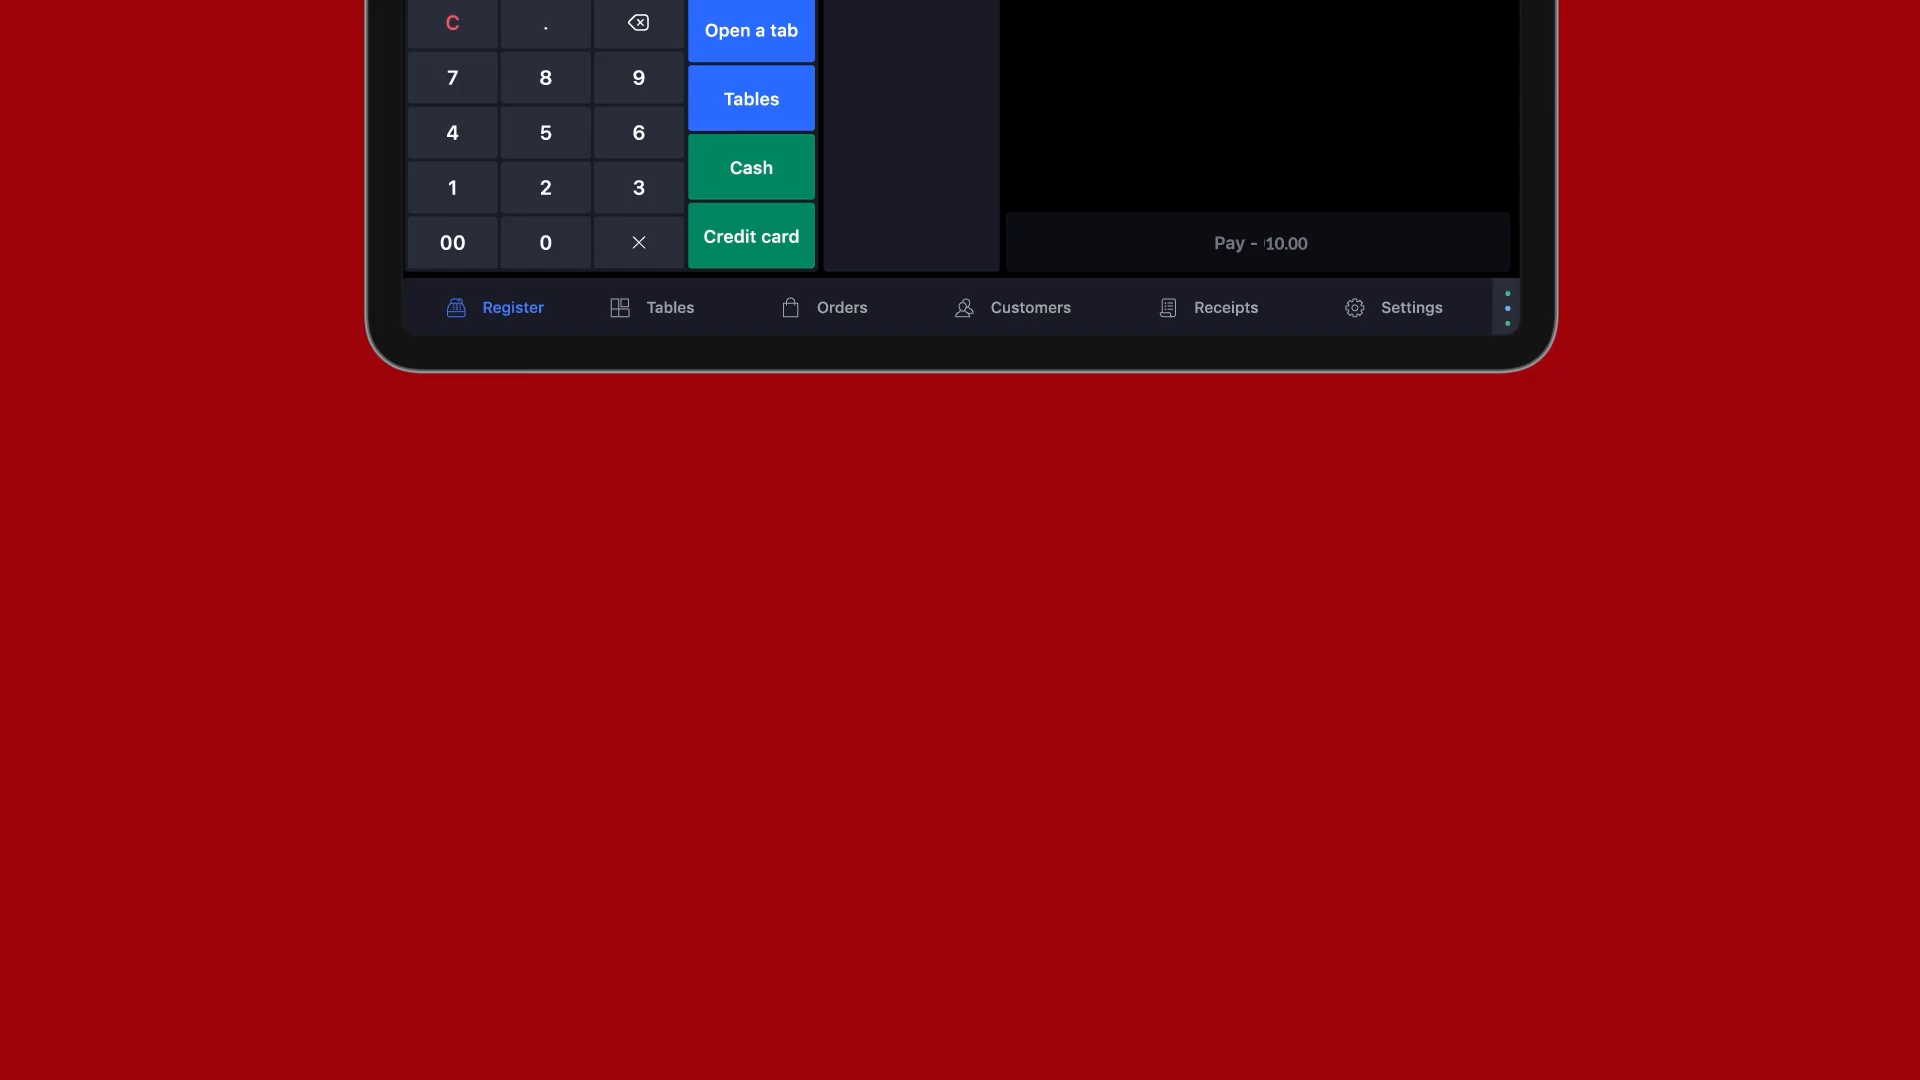 C . Open a tab
7 8 9 Tables
4 5 6 Cash
1 2 3 Credit card
00 0
Pay - 10.00
Register Tables Orders Customers Receipts Settings